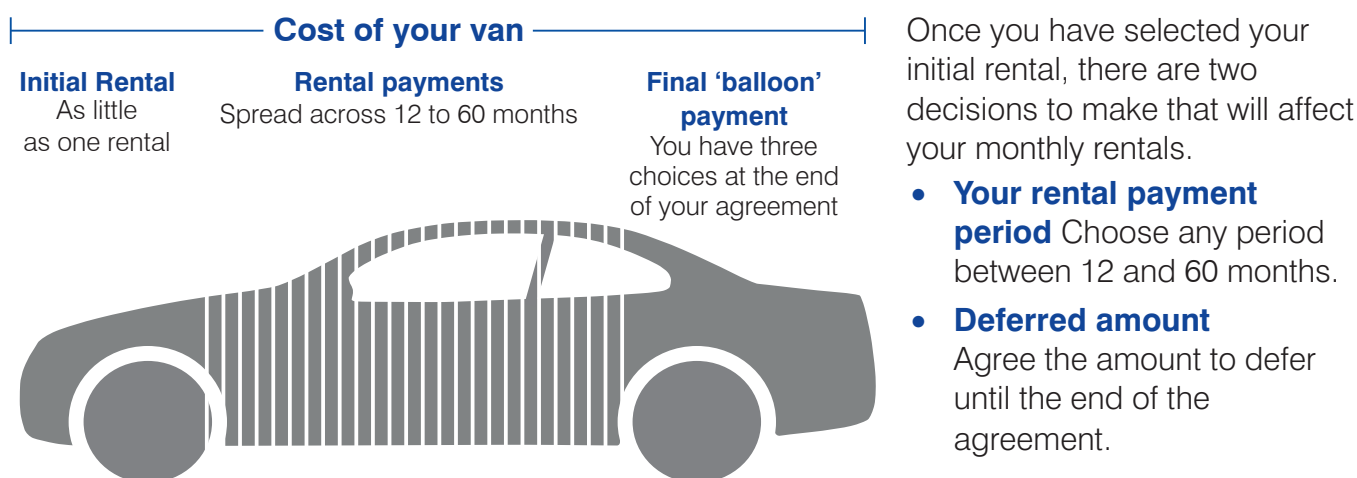 Cost of your van
Initial Rental
As little
as one rental
Rental payments
Spread across 12 to 60 months
Final ‘balloon’
payment
You have three
choices at the end
of your agreement
Once you have selected your
initial rental, there are two
decisions to make that will affect
your monthly rentals.
• Your rental payment
period Choose any period
between 12 and 60 months.
• Deferred amount
Agree the amount to defer
until the end of the
agreement.